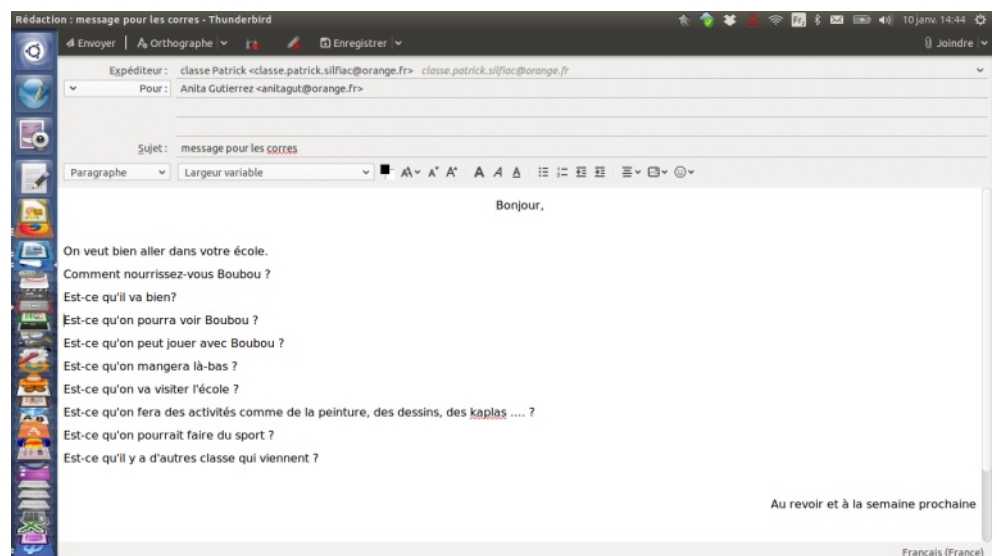 Rédaction : message pour les corres - Thunderbird
Fr₂
10 janv. 14:44
Envoyer
Orthographe
Enregistrer
Joindre
Expéditeur : classe Patrick <classe.patrick.silfiac@orange.fr> classe.patrick.silfiac@orange.fr
Pour : Anita Gutierrez <anitagut@orange.fr>
Sujet : message pour les corres
Paragraphe
Largeur variable
Bonjour,
On veut bien aller dans votre école.
Comment nourrissez-vous Boubou ?
Est-ce qu'il va bien?
Est-ce qu'on pourra voir Boubou ?
Est-ce qu'on peut jouer avec Boubou ?
Est-ce qu'on mangera là-bas ?
Est-ce qu'on va visiter l'école ?
Est-ce qu'on fera des activités comme de la peinture, des dessins, des kaplas .... ?
Est-ce qu'on pourrait faire du sport ?
Est-ce qu'il y a d'autres classe qui viennent ?
Au revoir et à la semaine prochaine
Français (France)